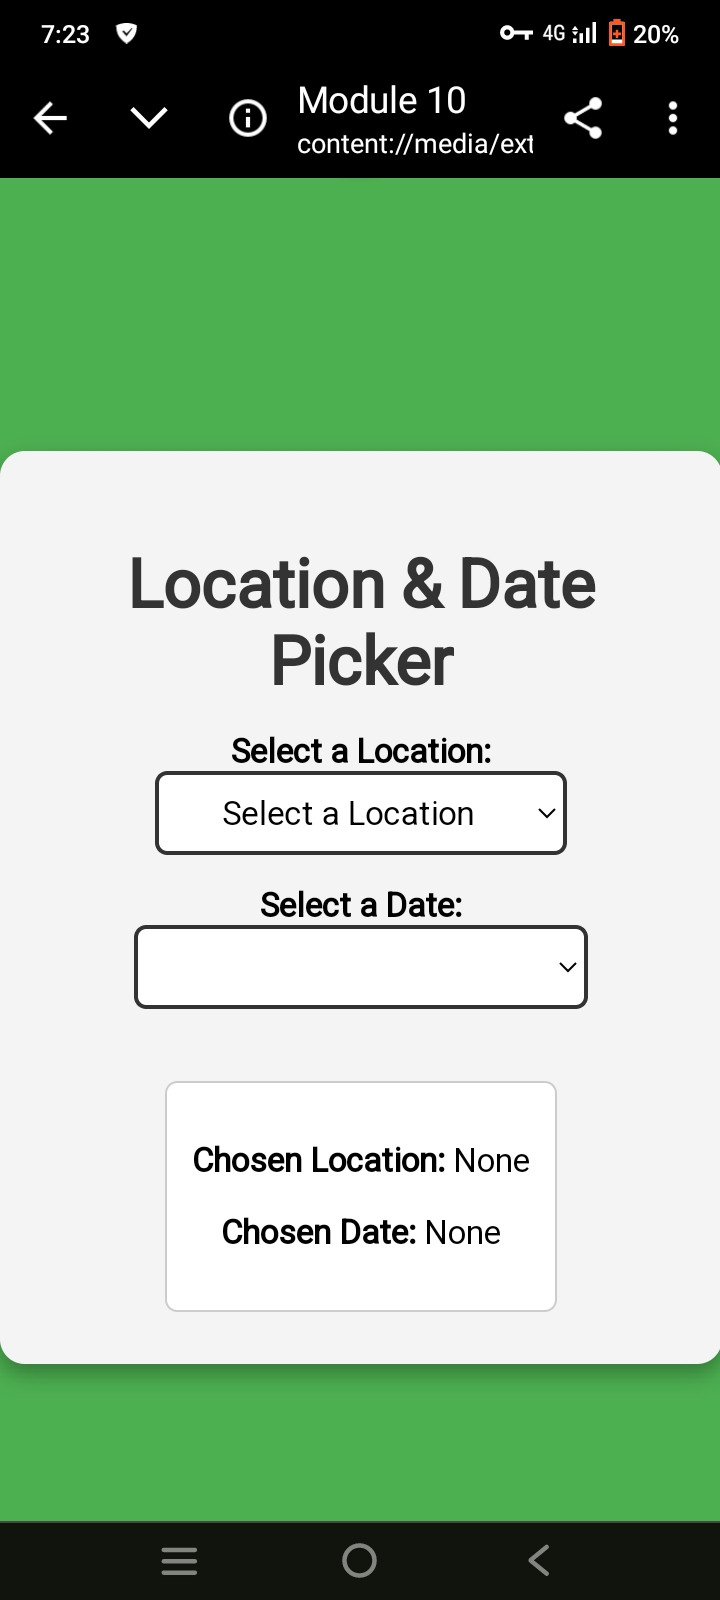 7:23 4G 20%
Module 10
content://media/ext
Location & Date
Picker
Select a Location:
Select a Location
Select a Date:
Chosen Location: None
Chosen Date: None